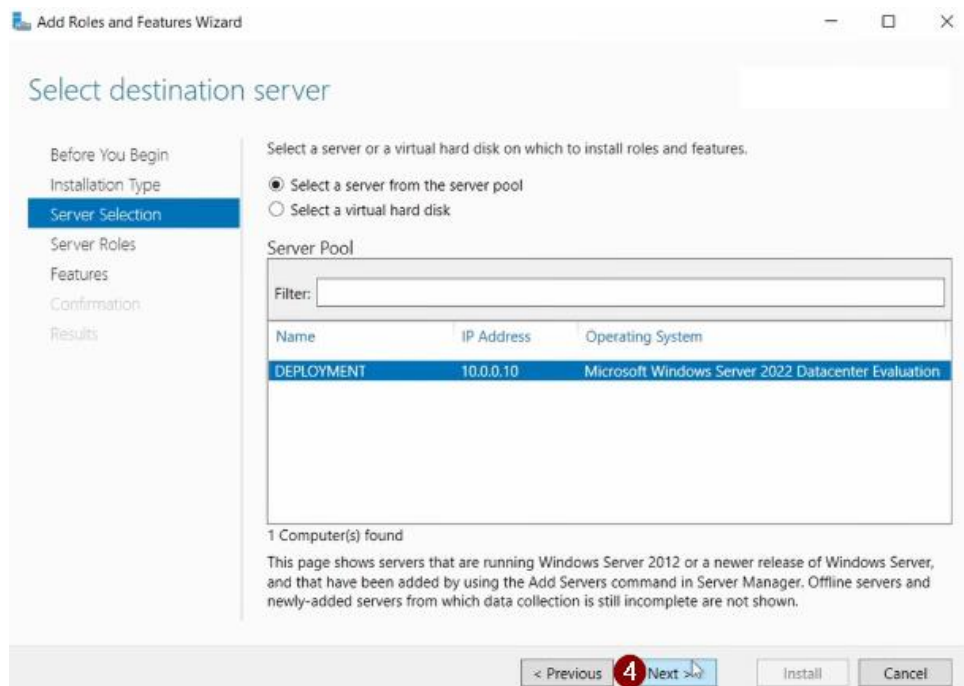 Add Roles and Features Wizard
Select destination server
Before You Begin
Installation Type
Server Selection
Server Roles
Features
Confirmation
Results
Select a server or a virtual hard disk on which to install roles and features.
Select a server from the server pool
Select a virtual hard disk
Server Pool
Filter:
Name IP Address Operating System
DEPLOYMENT 10.0.0.10 Microsoft Windows Server 2022 Datacenter Evaluation
1 Computer(s) found
This page shows servers that are running Windows Server 2012 or a newer release of Windows Server,
and that have been added by using the Add Servers command in Server Manager. Offline servers and
newly-added servers from which data collection is still incomplete are not shown.
< Previous 4 Next > Install Cancel